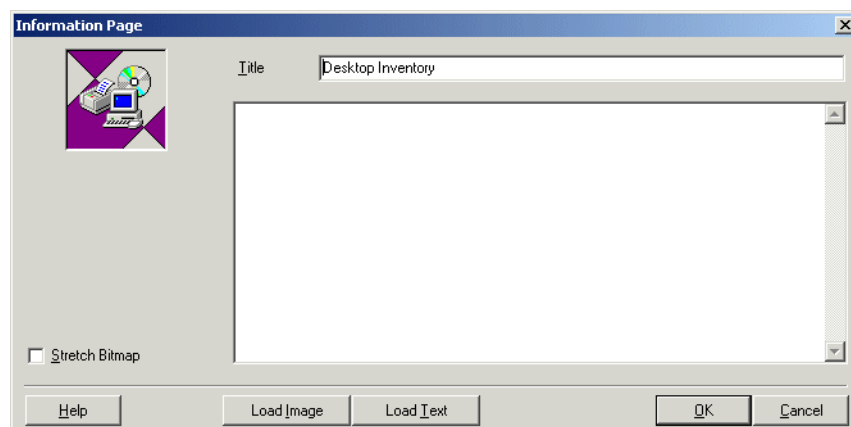 Information Page
Title Desktop Inventory
Stretch Bitmap
Help Load Image Load Text OK Cancel